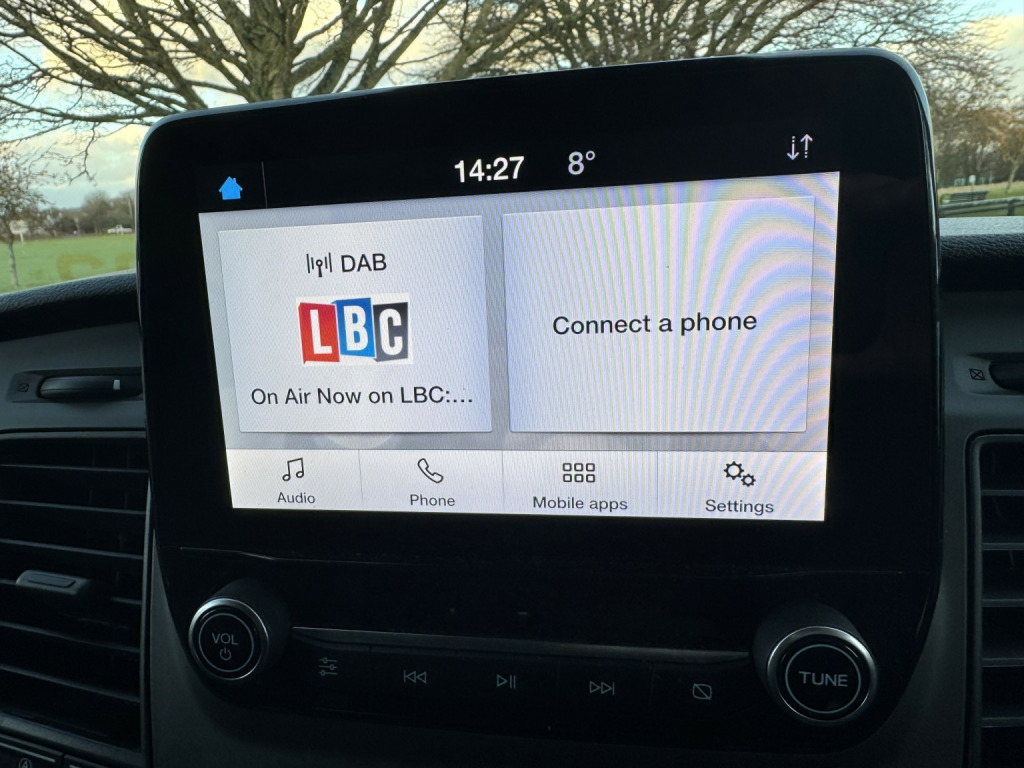 14:27 8°
DAB
LBC
On Air Now on LBC:...
Connect a phone
Audio
Phone
Mobile apps
Settings
VOL
TUNE